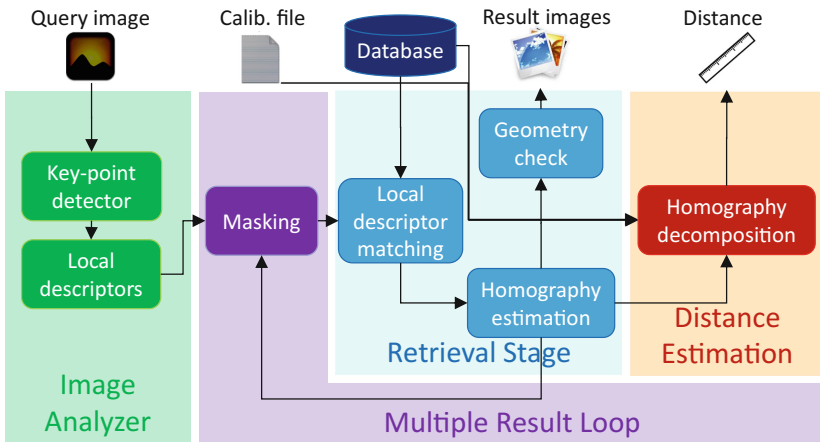 Query image
Calib. file
Database
Result images
Distance
Key-point
detector
Local
descriptors
Masking
Local
descriptor
matching
Geometry
check
Homography
estimation
Homography
decomposition
Retrieval Stage
Distance
Estimation
Image
Analyzer
Multiple Result Loop